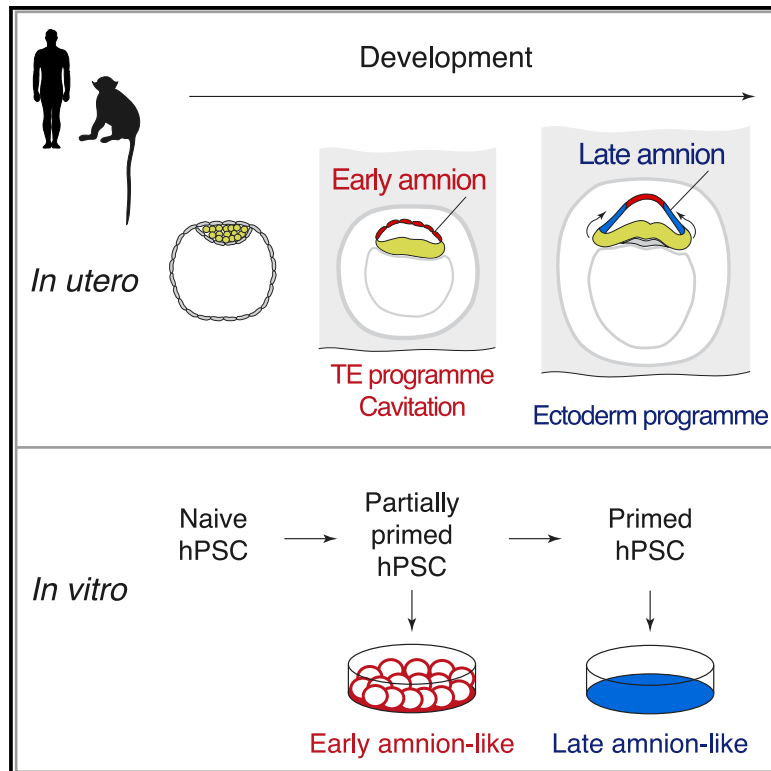 Development
Early amnion
Late amnion
In utero
TE programme
Cavitation
Ectoderm programme
Naive
hPSC
Partially
primed
hPSC
Primed
hPSC
In vitro
Early amnion-like
Late amnion-like